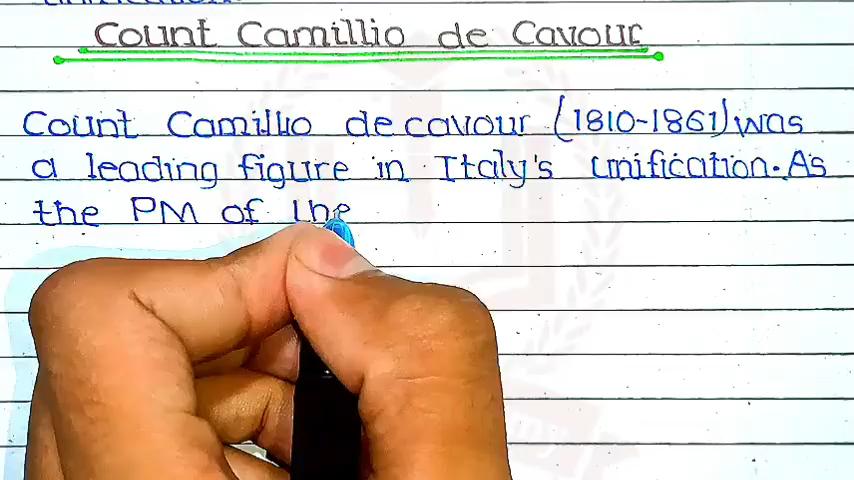 Count Camillio de Cavour
Count Camillio de cavour (1810-1861) was
a leading figure in Italy's unification. As
the PM of the